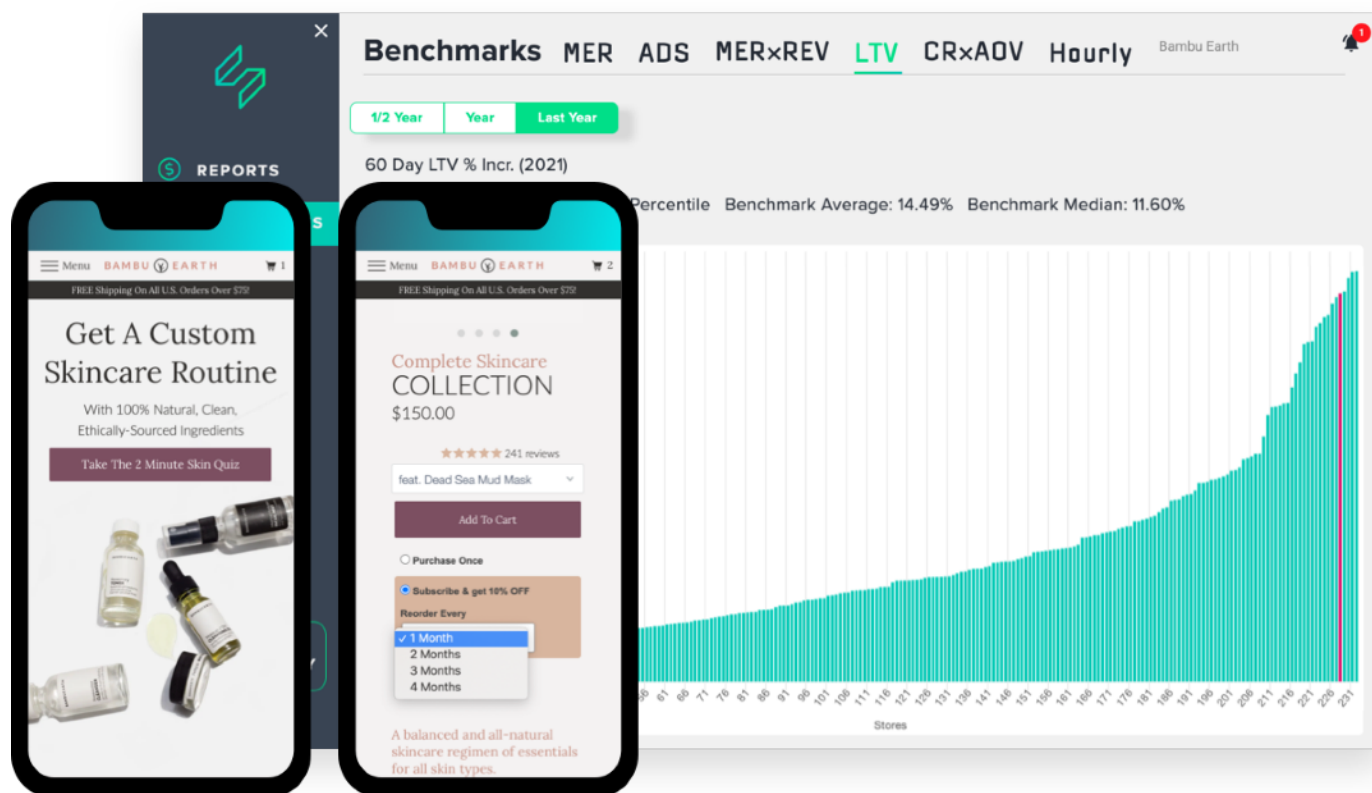 Benchmarks MER ADS MER×REV LTV CR×AOV Hourly Bambu Earth 1
1/2 Year Year Last Year
REPORTS
60 Day LTV % Incr. (2021)
Percentile Benchmark Average: 14.49% Benchmark Median: 11.60%
S
Menu BAMBU EARTH 1
FREE Shipping On All U.S. Orders Over $75!
Get A Custom
Skincare Routine
With 100% Natural, Clean,
Ethically-Sourced Ingredients
Take The 2 Minute Skin Quiz
Menu BAMBU EARTH 2
FREE Shipping On All U.S. Orders Over $75!
Complete Skincare
COLLECTION
$150.00
241 reviews
feat. Dead Sea Mud Mask
Add To Cart
Purchase Once
Subscribe & get 10% OFF
Reorder Every
✓ 1 Month
2 Months
3 Months
4 Months
A balanced and all-natural
skincare regimen of essentials
for all skin types.
56 61 66 71 76 81 86 91 96 101 106 111 116 121 126 131 136 141 146 151 156 161 166 171 176 181 186 191 196 201 206 211 216 221 226 231
Stores